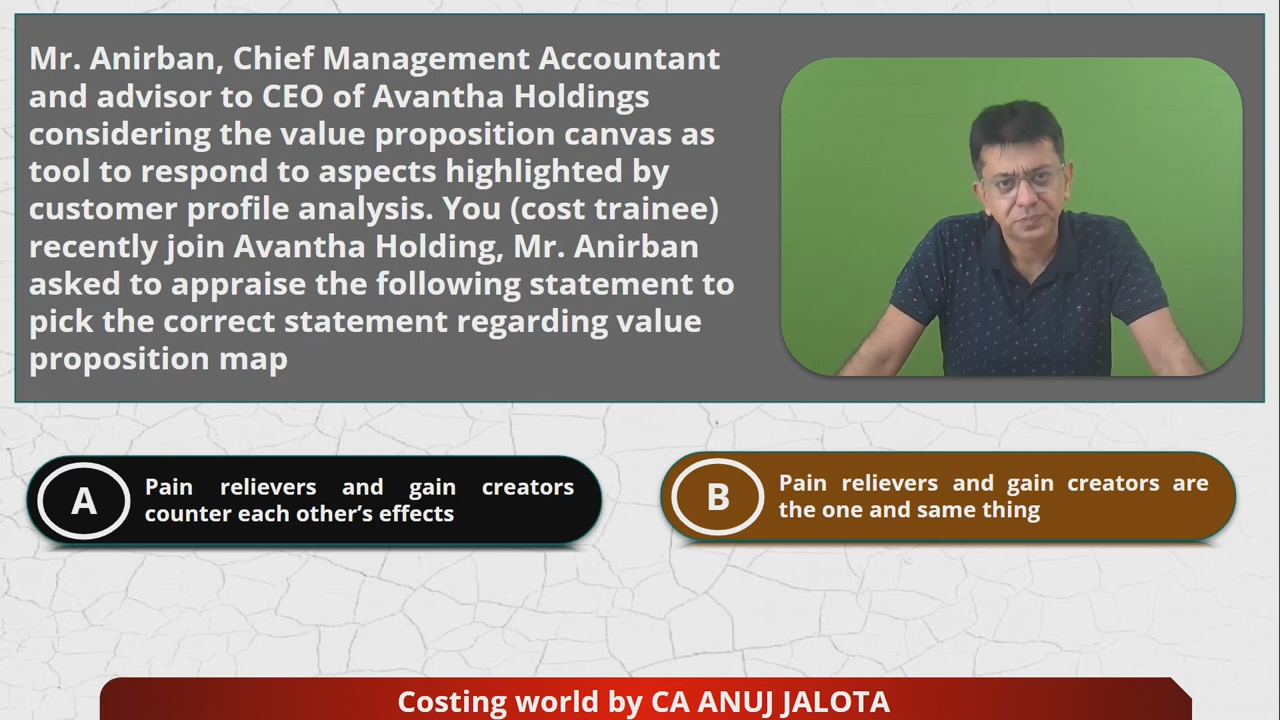 Mr. Anirban, Chief Management Accountant
and advisor to CEO of Avantha Holdings
considering the value proposition canvas as
tool to respond to aspects highlighted by
customer profile analysis. You (cost trainee)
recently join Avantha Holding, Mr. Anirban
asked to appraise the following statement to
pick the correct statement regarding value
proposition map
A
Pain relievers and gain creators
counter each other’s effects
B
Pain relievers and gain creators are
the one and same thing
Costing world by CA ANUJ JALOTA